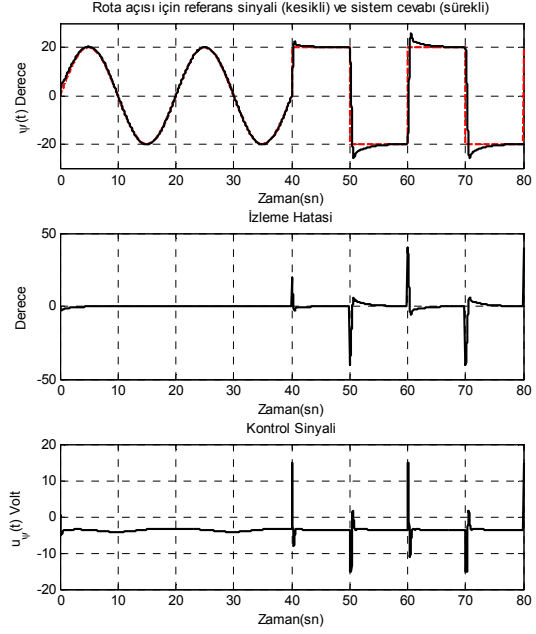 Rota açısı için referans sinyali (kesikli) ve sistem cevabı (sürekli)
ψ(t) Derece
20
0
-20
0 10 20 30 40 50 60 70 80
Zaman(sn)
İzleme Hatasi
Derece
50
0
-50
0 10 20 30 40 50 60 70 80
Zaman(sn)
Kontrol Sinyali
uψ(t) Volt
20
10
0
-10
-20
0 10 20 30 40 50 60 70 80
Zaman(sn)